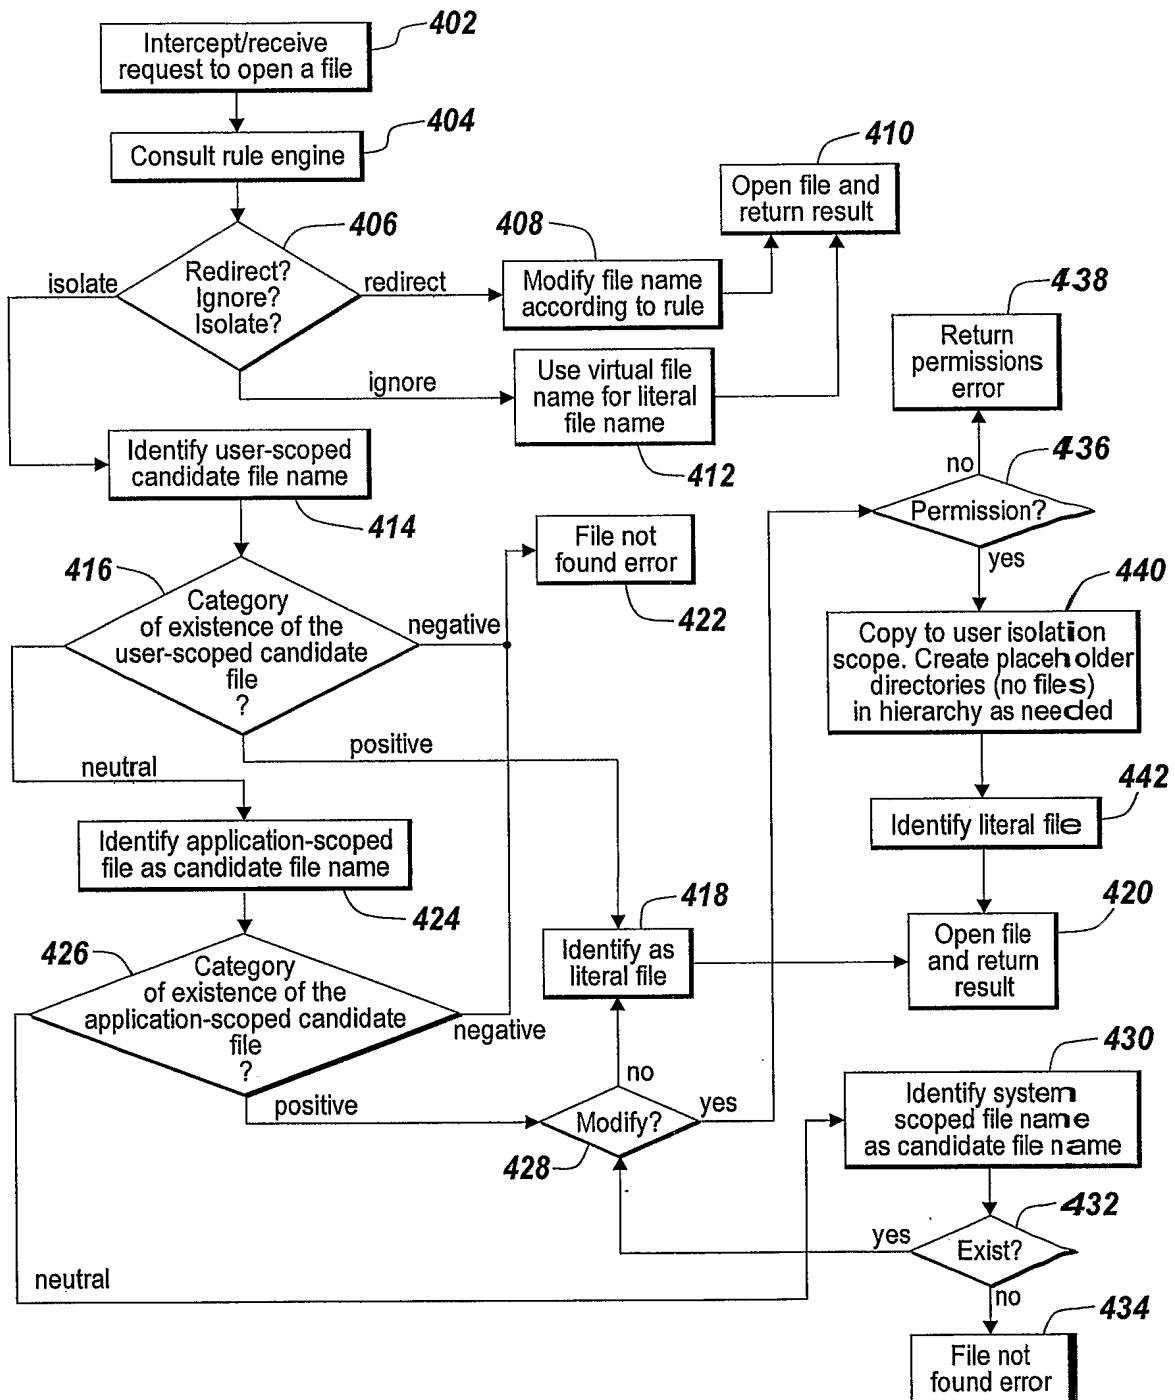 402
Intercept/receive
request to open a file
404
Consult rule engine
410
Open file and
return result
406
Redirect?
Ignore?
Isolate?
isolate
redirect
408
Modify file name
according to rule
438
Return
permissions
error
ignore
Use virtual file
name for literal
file name
412
Identify user-scoped
candidate file name
414
no
436
Permission?
yes
File not
found error
422
416
Category
of existence of the
user-scoped candidate
file
?
negative
positive
neutral
440
Copy to user isolation
scope. Create placeholder
directories (no files)
in hierarchy as needed
442
Identify literal file
Identify application-scoped
file as candidate file name
424
418
Identify as
literal file
420
Open file
and return
result
426
Category
of existence of the
application-scoped candidate
file
?
negative
positive
neutral
no
Modify?
yes
428
430
Identify system
scoped file name
as candidate file name
432
Exist?
yes
no
434
File not
found error